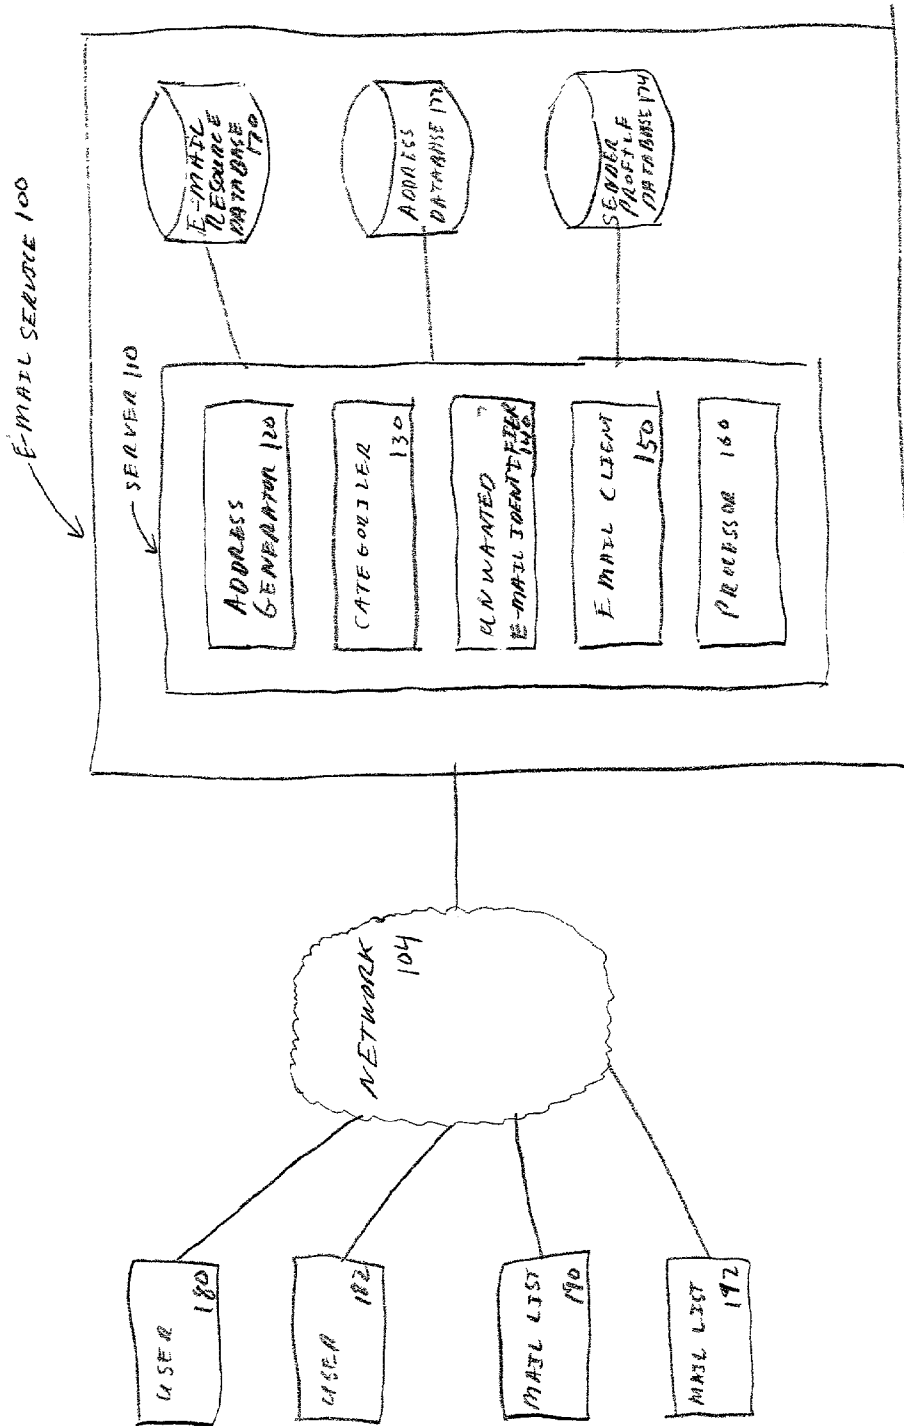 E-MAIL SERVICE 100
SERVER 110
E-MAIL
RESOURCE
DATABASE
170
ADDRESS
DATABASE 172
SENDER
PROFILE
DATABASE 174
ADDRESS
GENERATOR 120
CATEGORIZER
130
UNWANTED
E-MAIL IDENTIFIER
140
EMAIL CLIENT
150
PROCESSOR 160
NETWORK
104
USER
180
USER
182
MAIL LIST
190
MAIL LIST
192